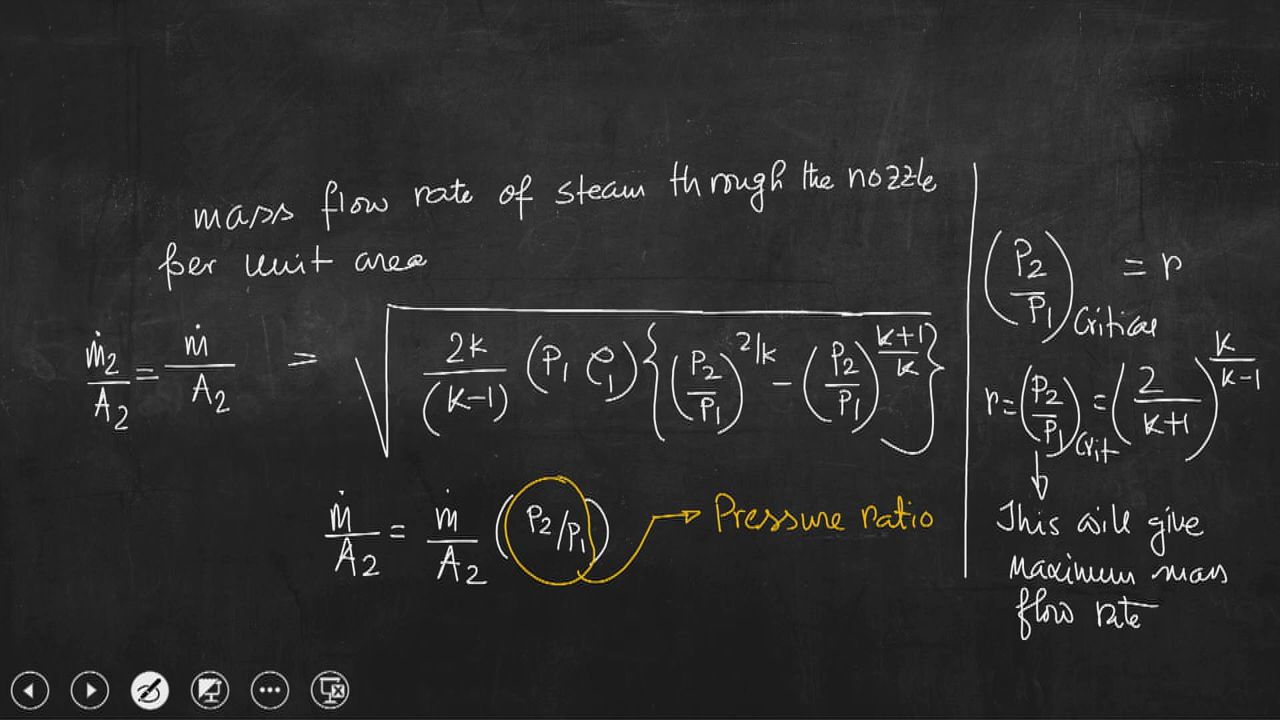 mass flow rate of steam through the nozzle
per unit area
ṁ₂/A₂ = ṁ/A₂ = √( 2k/(k-1) (P₁ ρ₁) { (P₂/P₁)^(2/k) - (P₂/P₁)^((k+1)/k) } )
ṁ/A₂ = ṁ/A₂ (P₂/P₁) → Pressure ratio
(P₂/P₁) Critical = r
r = (P₂/P₁) Crit = (2/(k+1))^(k/(k-1))
↓
This will give
maximum mass
flow rate